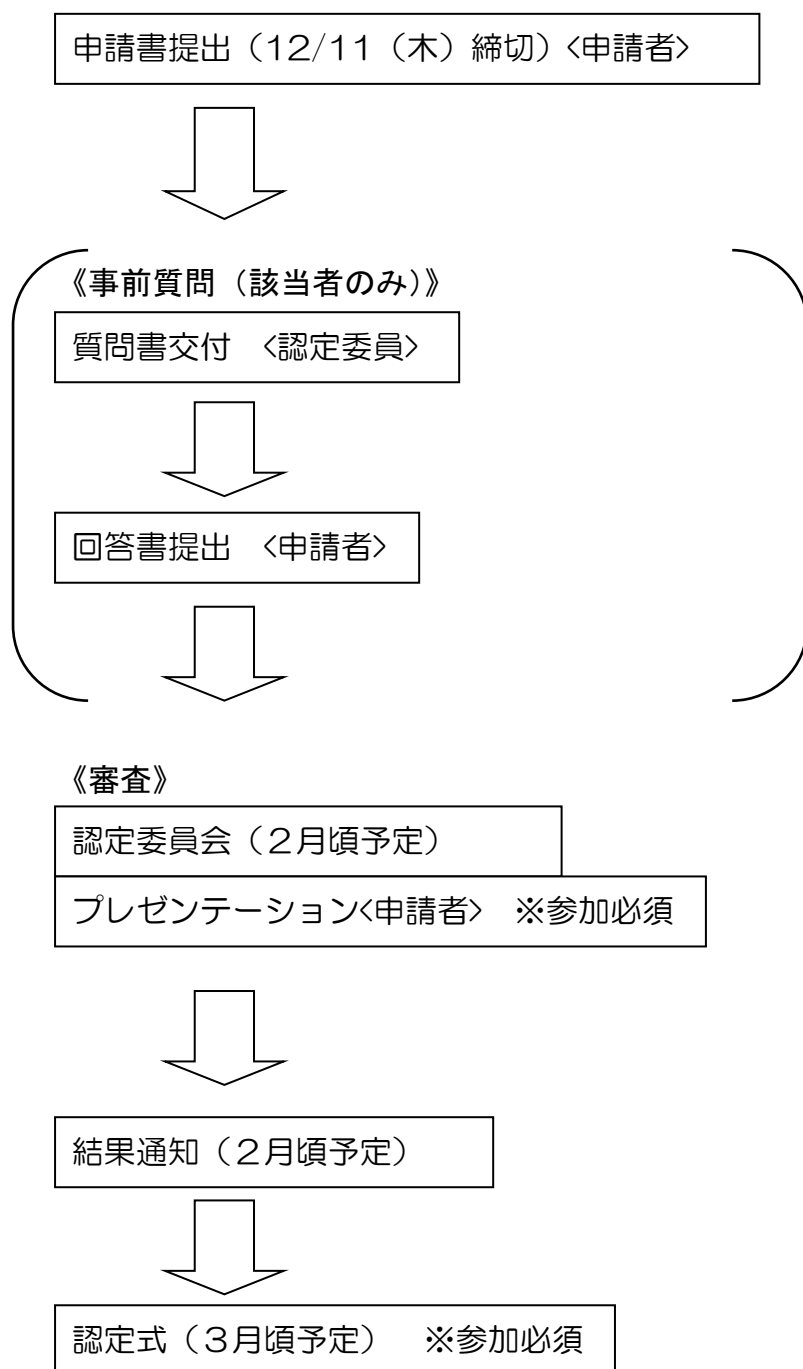 申請書提出（12/11（木）締切）<申請者>
《事前質問（該当者のみ）》
質問書交付　<認定委員>
回答書提出　<申請者>
《審査》
認定委員会（２月頃予定）
プレゼンテーション<申請者>　※参加必須
結果通知（２月頃予定）
認定式（３月頃予定）　※参加必須